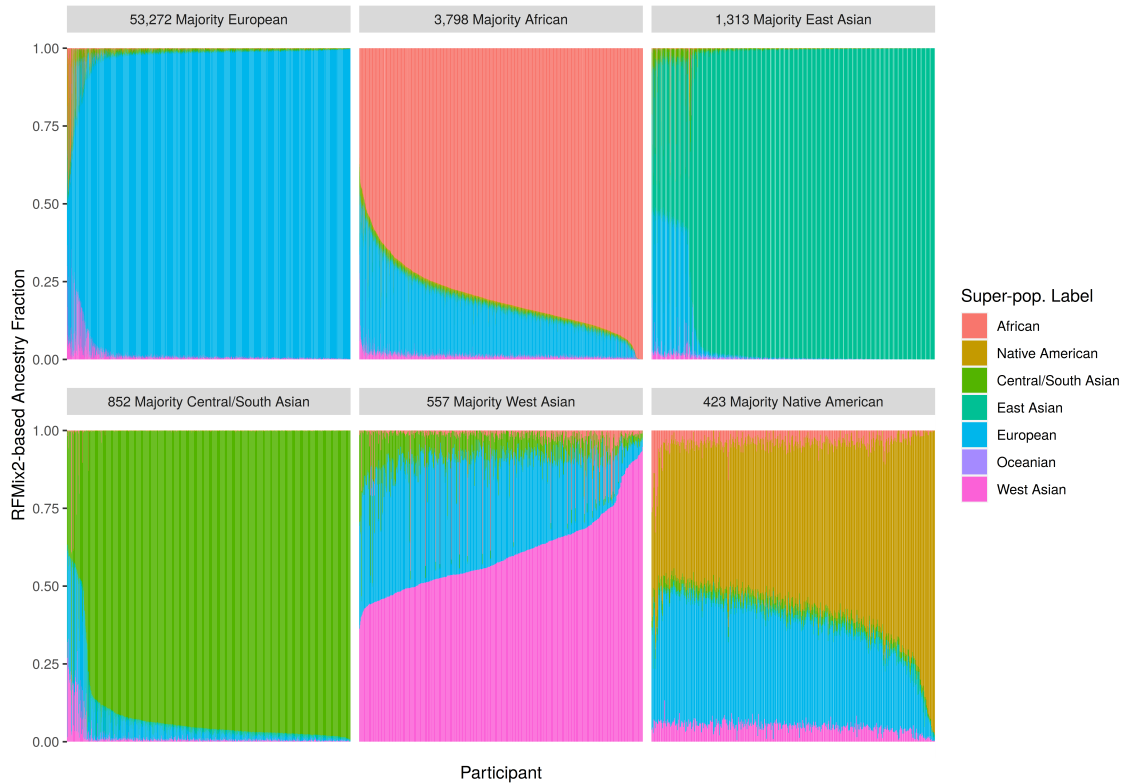 53,272 Majority European
3,798 Majority African
1,313 Majority East Asian
1.00
0.75
0.50
0.25
0.00
RFMix2-based Ancestry Fraction
852 Majority Central/South Asian
557 Majority West Asian
423 Majority Native American
1.00
0.75
0.50
0.25
0.00
Participant
Super-pop. Label
African
Native American
Central/South Asian
East Asian
European
Oceanian
West Asian